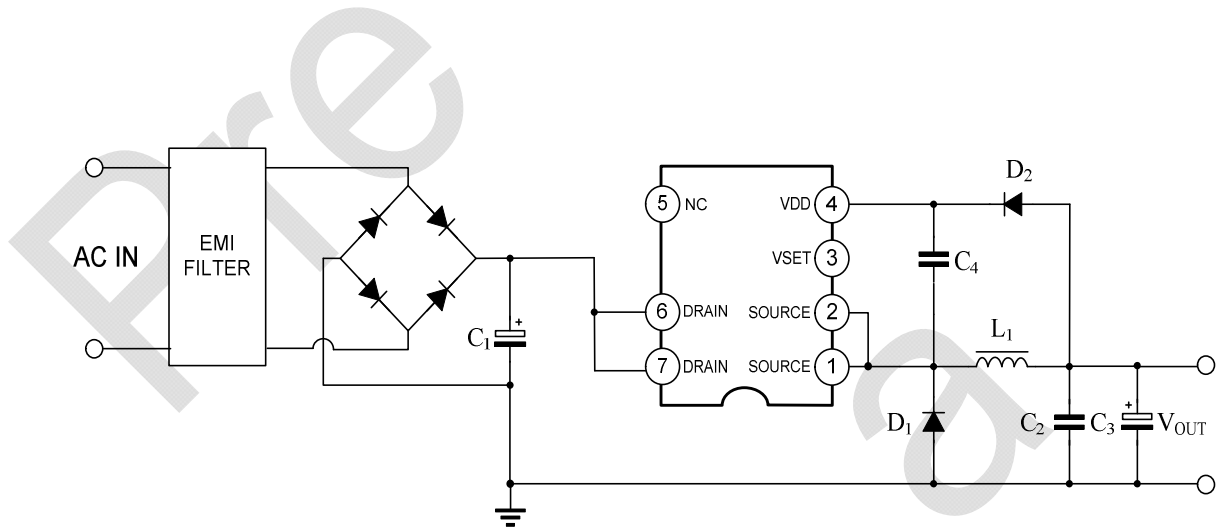 Pre
a
AC IN
EMI
FILTER
C1
+
5 NC
6 DRAIN
7 DRAIN
VDD 4
VSET 3
SOURCE 2
SOURCE 1
D2
C4
L1
D1
C2
C3
+
VOUT